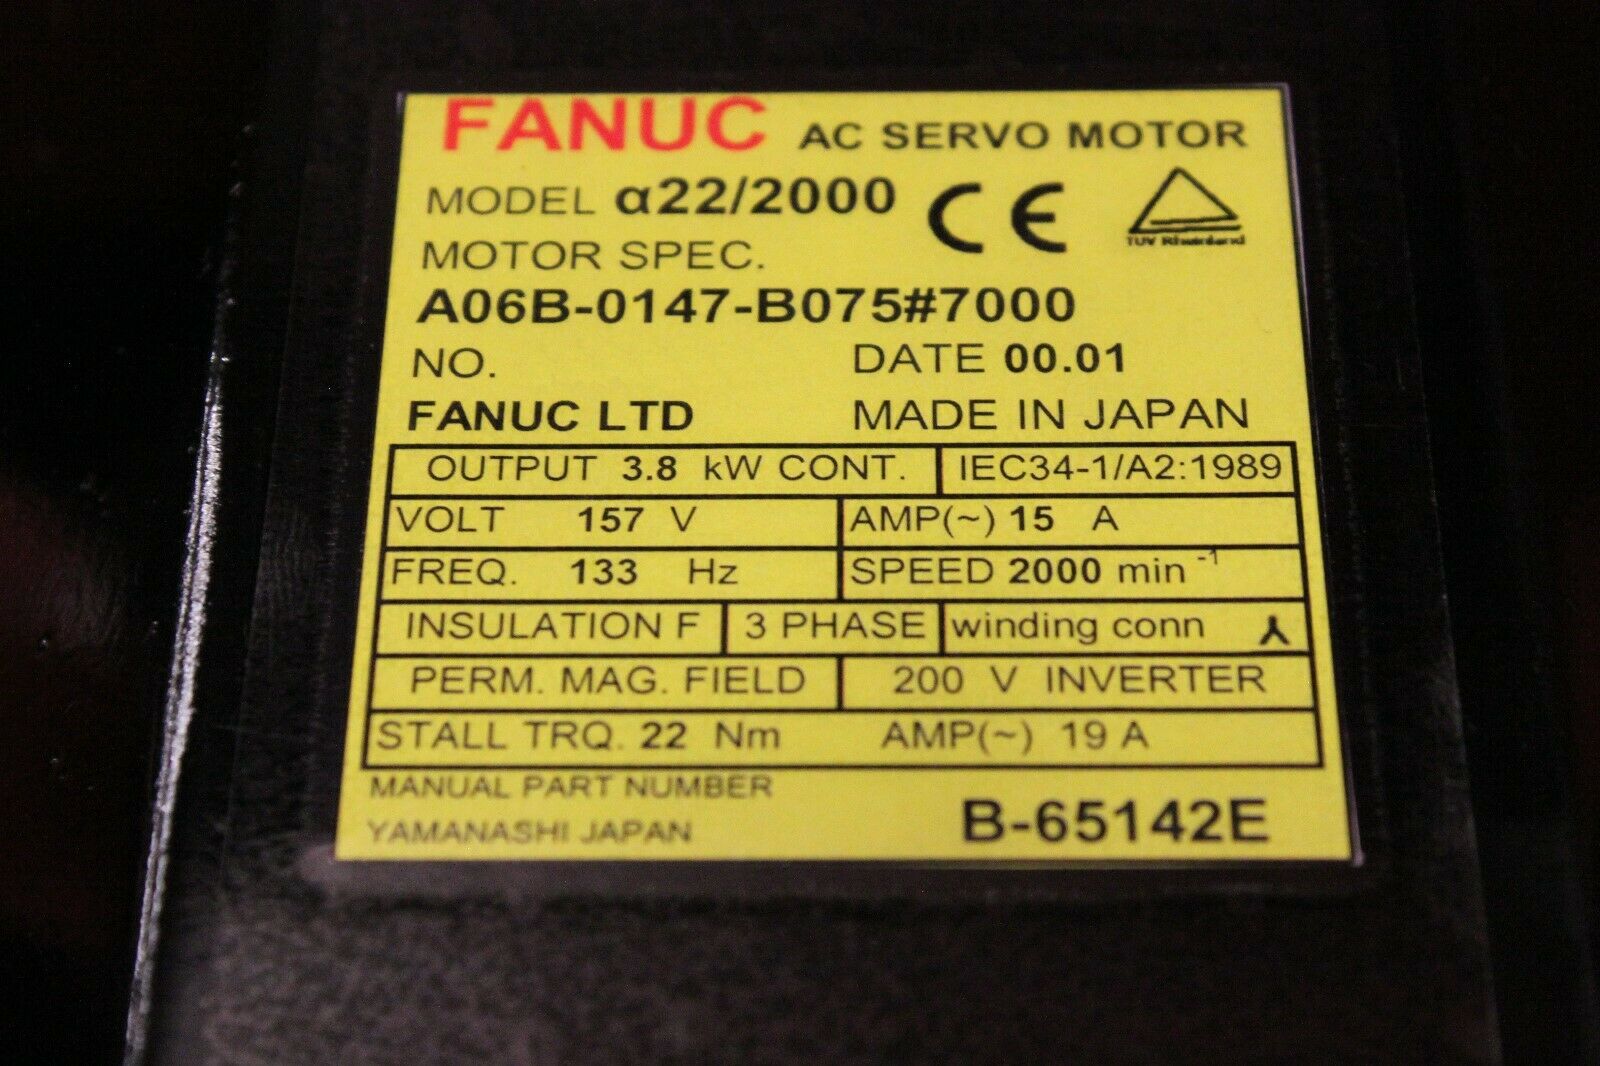 FANUC AC SERVO MOTOR
MODEL α22/2000
CE
TUV Rheinland
MOTOR SPEC.
A06B-0147-B075#7000
NO. DATE 00.01
FANUC LTD MADE IN JAPAN
OUTPUT 3.8 kW CONT. IEC34-1/A2:1989
VOLT 157 V AMP(~) 15 A
FREQ. 133 Hz SPEED 2000 min⁻¹
INSULATION F 3 PHASE winding conn
PERM. MAG. FIELD 200 V INVERTER
STALL TRQ. 22 Nm AMP(~) 19 A
MANUAL PART NUMBER
YAMANASHI JAPAN B-65142E